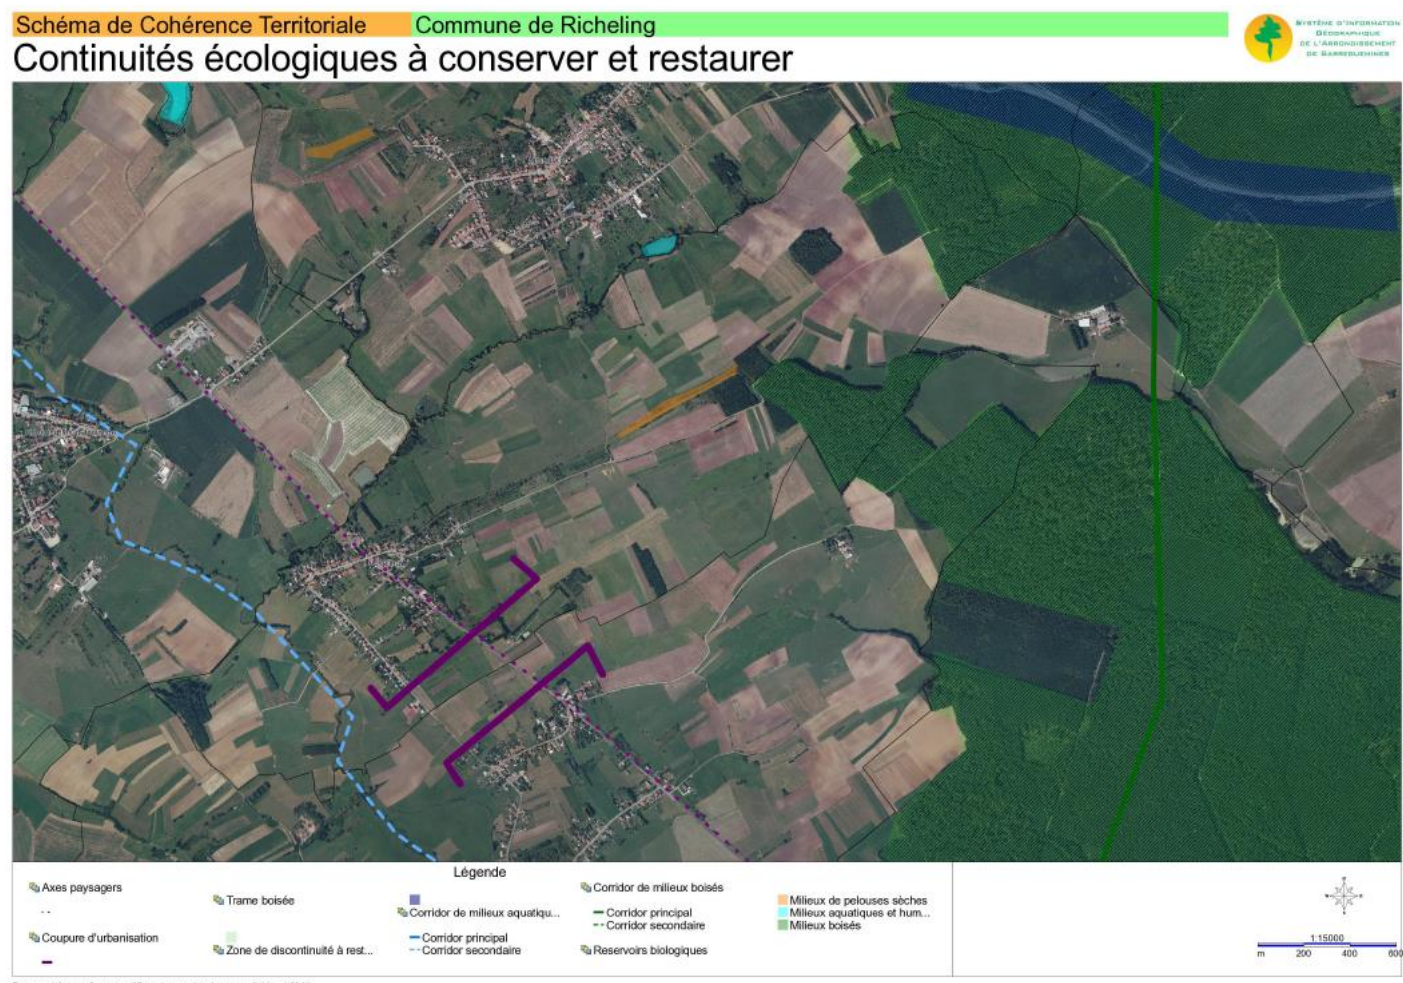 Schéma de Cohérence Territoriale Commune de Richeling
Continuités écologiques à conserver et restaurer
SYSTÈME D'INFORMATION
GÉOGRAPHIQUE
DE L'ARRONDISSEMENT
DE SARREGUEMINES
Légende
Axes paysagers
Coupure d'urbanisation
Trame boisée
Zone de discontinuité à rest...
Corridor de milieux aquatiqu...
Corridor principal
Corridor secondaire
Corridor de milieux boisés
Corridor principal
Corridor secondaire
Reservoirs biologiques
Milieux de pelouses sèches
Milieux aquatiques et hum...
Milieux boisés
1:15000
m 200 400 600